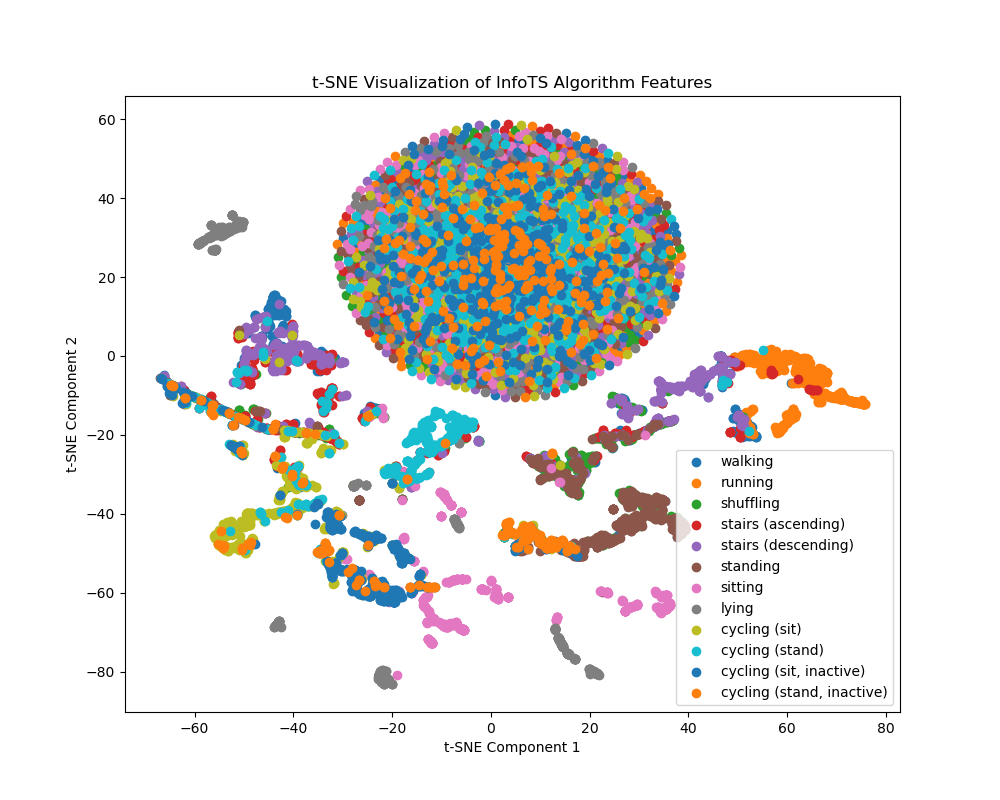 t-SNE Visualization of InfoTS Algorithm Features
60
40
20
0
−20
−40
−60
−80
t-SNE Component 2
walking
running
shuffling
stairs (ascending)
stairs (descending)
standing
sitting
lying
cycling (sit)
cycling (stand)
cycling (sit, inactive)
cycling (stand, inactive)
−60
−40
−20
0
20
40
60
80
t-SNE Component 1